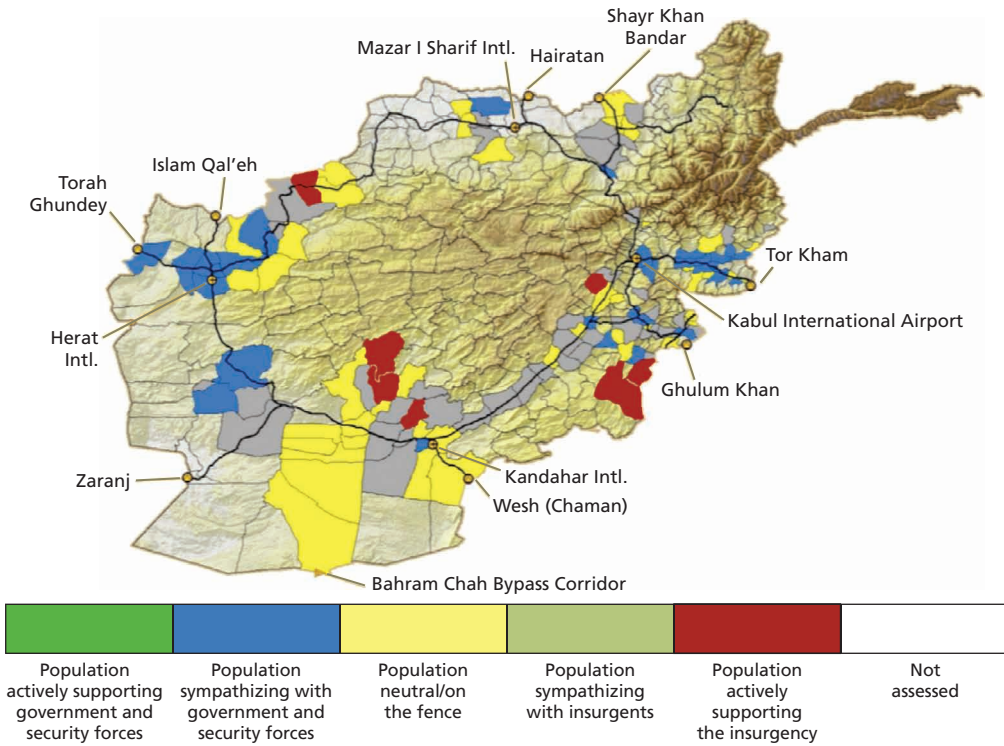 Shayr Khan
Bandar
Mazar I Sharif Intl.
Hairatan
Islam Qal'eh
Torah
Ghundey
Tor Kham
Kabul International Airport
Herat
Intl.
Ghulum Khan
Zaranj
Kandahar Intl.
Wesh (Chaman)
Bahram Chah Bypass Corridor
Population
actively supporting
government and
security forces
Population
sympathizing with
government and
security forces
Population
neutral/on
the fence
Population
sympathizing
with insurgents
Population
actively
supporting
the insurgency
Not
assessed